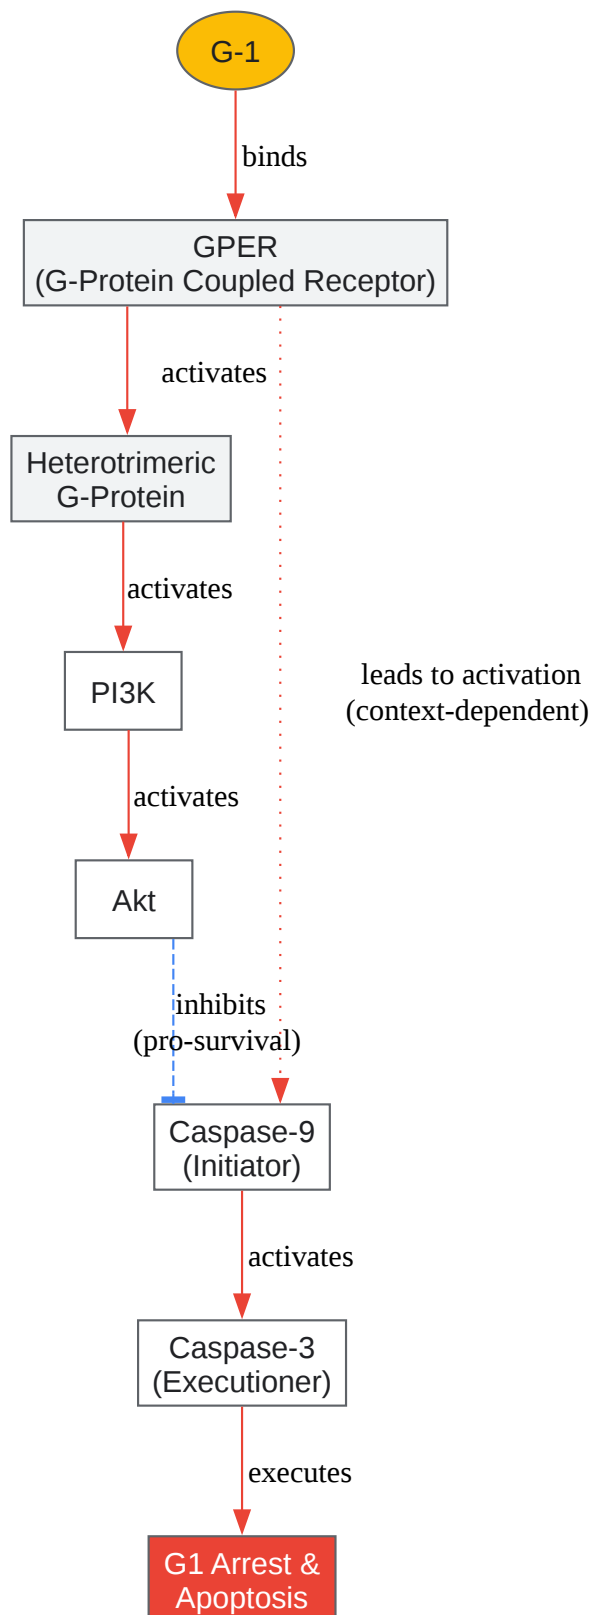 G-1
binds
GPER
(G-Protein Coupled Receptor)
activates
Heterotrimeric
G-Protein
activates
PI3K
leads to activation
(context-dependent)
activates
Akt
inhibits
(pro-survival)
Caspase-9
(Initiator)
activates
Caspase-3
(Executioner)
executes
G1 Arrest &
Apoptosis